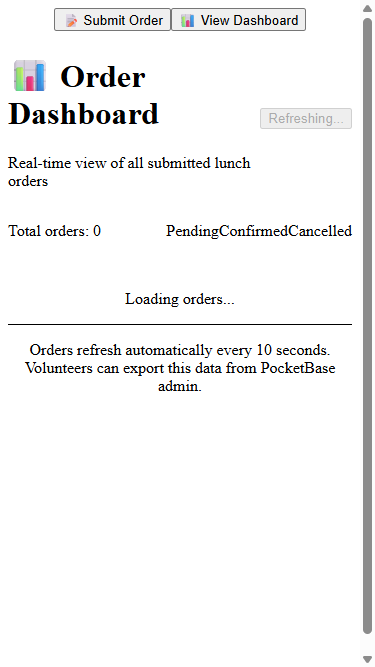 Submit Order View Dashboard
Order
Dashboard
Refreshing...
Real-time view of all submitted lunch
orders
Total orders: 0 PendingConfirmedCancelled
Loading orders...
Orders refresh automatically every 10 seconds.
Volunteers can export this data from PocketBase
admin.